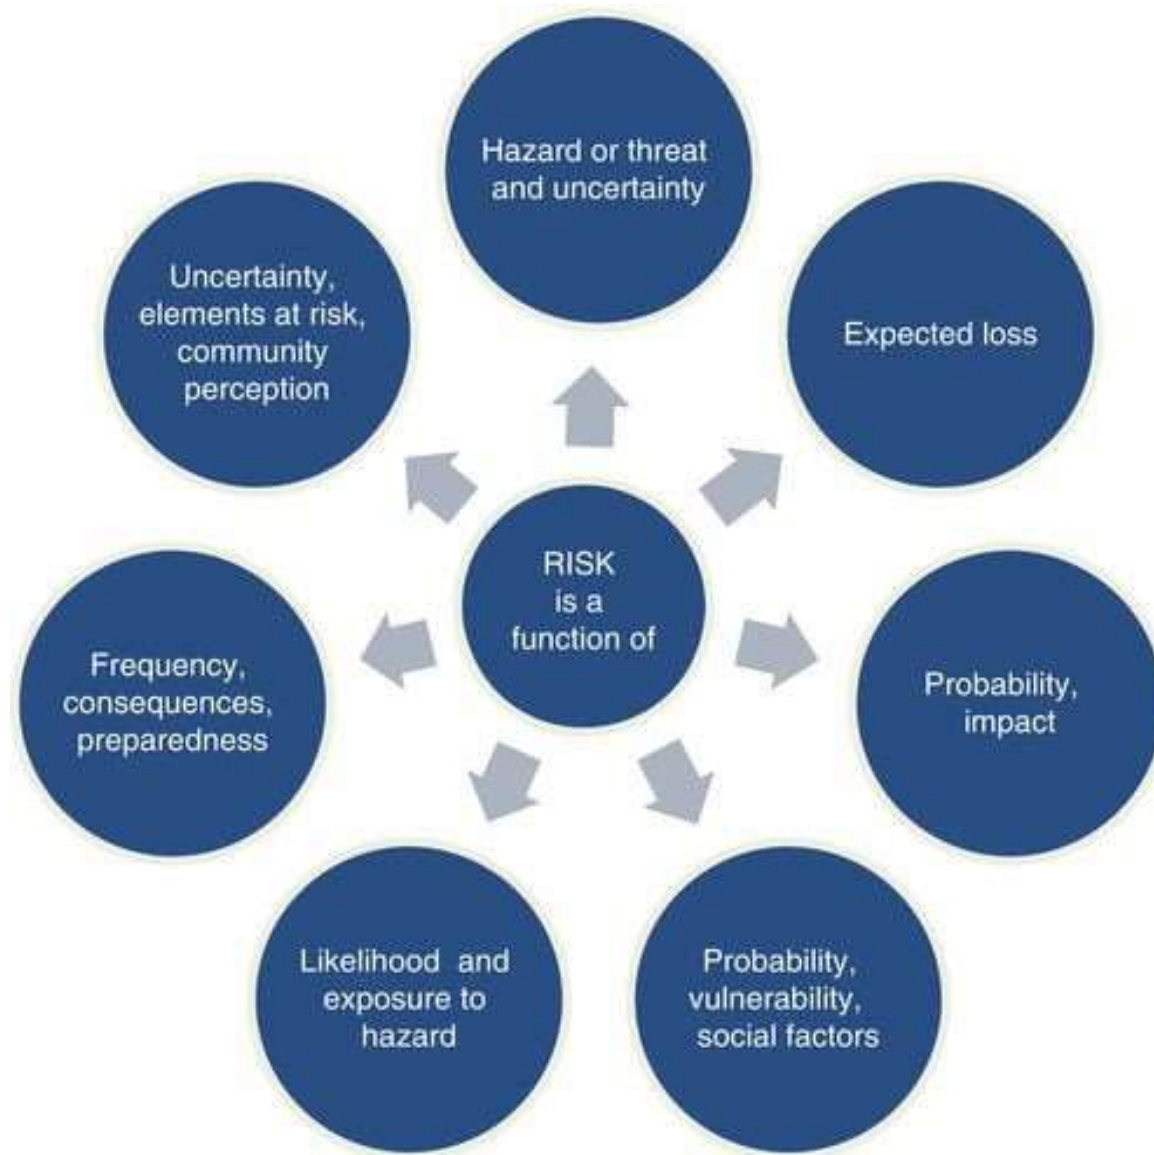 Hazard or threat
and uncertainty
Expected loss
Probability,
impact
Probability,
vulnerability,
social factors
Likelihood and
exposure to
hazard
Frequency,
consequences,
preparedness
Uncertainty,
elements at risk,
community
perception
RISK
is a
function of